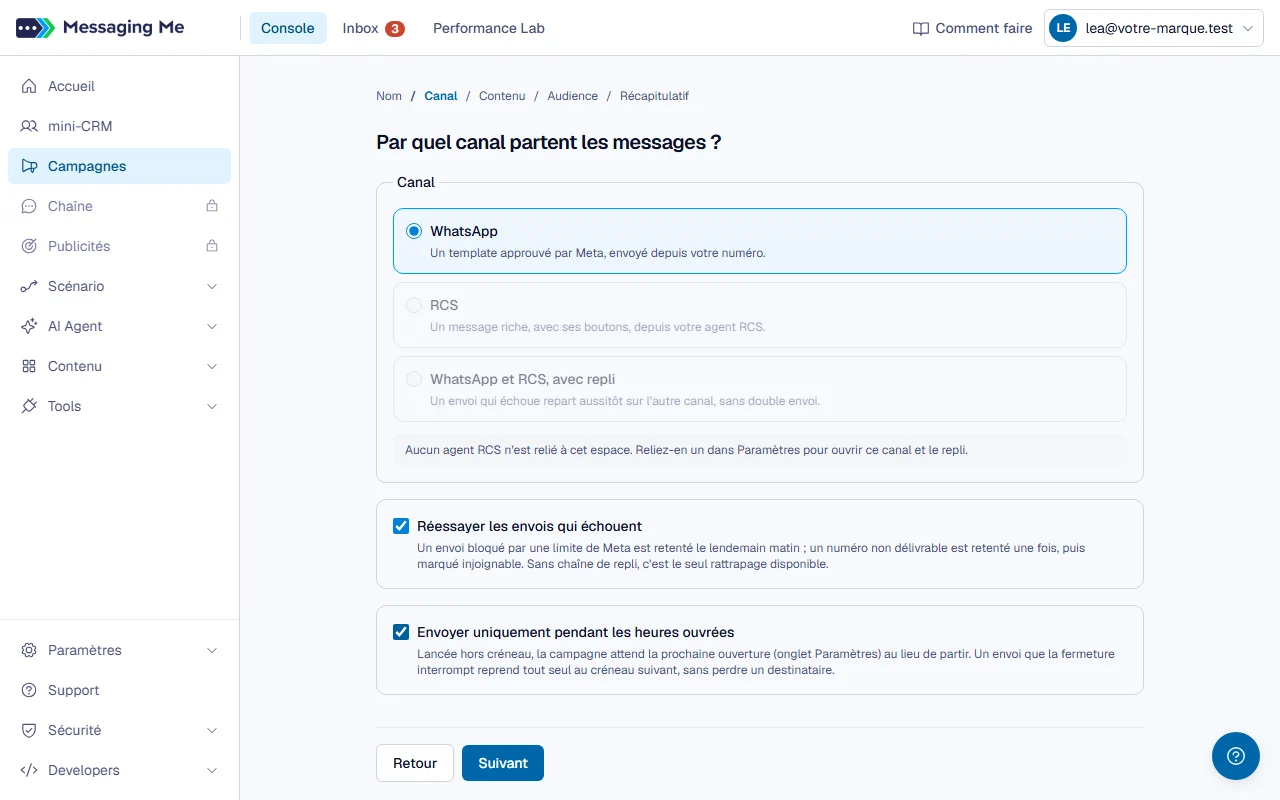 Messaging Me
Console
Inbox 3
Performance Lab
Comment faire
LE lea@votre-marque.test
Accueil
mini-CRM
Campagnes
Chaîne
Publicités
Scénario
AI Agent
Contenu
Tools
Paramètres
Support
Sécurité
Developers
Nom / Canal / Contenu / Audience / Récapitulatif
Par quel canal partent les messages ?
Canal
WhatsApp
Un template approuvé par Meta, envoyé depuis votre numéro.
RCS
Un message riche, avec ses boutons, depuis votre agent RCS.
WhatsApp et RCS, avec repli
Un envoi qui échoue repart aussitôt sur l'autre canal, sans double envoi.
Aucun agent RCS n'est relié à cet espace. Reliez-en un dans Paramètres pour ouvrir ce canal et le repli.
Réessayer les envois qui échouent
Un envoi bloqué par une limite de Meta est retenté le lendemain matin ; un numéro non délivrable est retenté une fois, puis
marqué injoignable. Sans chaîne de repli, c'est le seul rattrapage disponible.
Envoyer uniquement pendant les heures ouvrées
Lancée hors créneau, la campagne attend la prochaine ouverture (onglet Paramètres) au lieu de partir. Un envoi que la fermeture
interrompt reprend tout seul au créneau suivant, sans perdre un destinataire.
Retour
Suivant